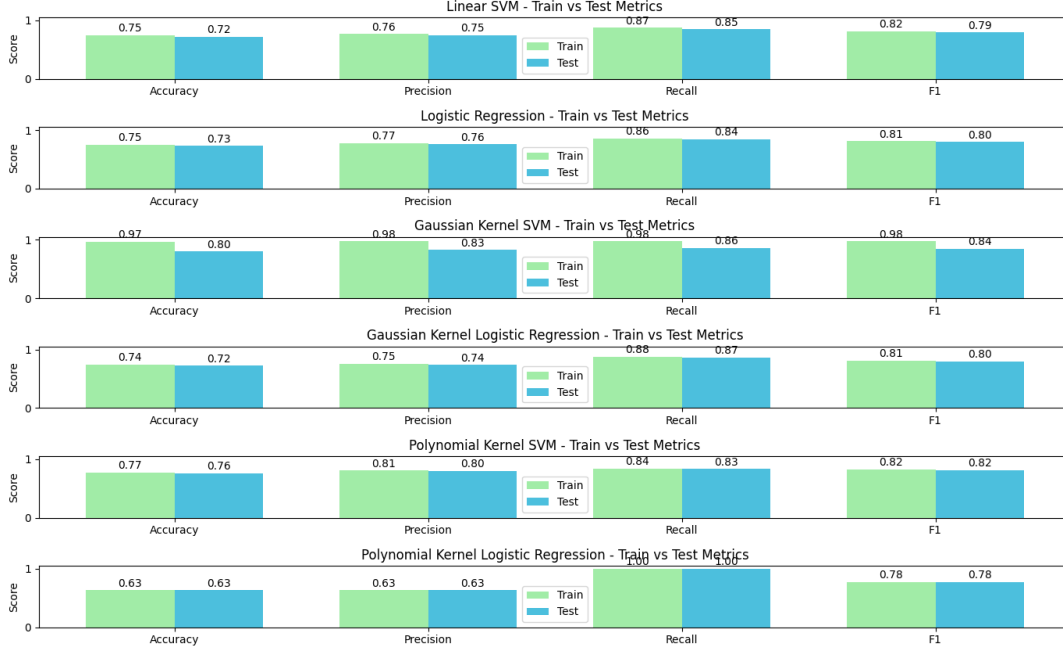 Linear SVM - Train vs Test Metrics
1
0.75 0.72 0.76 0.75 0.87 0.85 0.82 0.79
Score
Train
Test
0
Accuracy Precision Recall F1
Logistic Regression - Train vs Test Metrics
1
0.75 0.73 0.77 0.76 0.86 0.84 0.81 0.80
Score
Train
Test
0
Accuracy Precision Recall F1
Gaussian Kernel SVM - Train vs Test Metrics
1
0.97 0.80 0.98 0.83 0.98 0.86 0.98 0.84
Score
Train
Test
0
Accuracy Precision Recall F1
Gaussian Kernel Logistic Regression - Train vs Test Metrics
1
0.74 0.72 0.75 0.74 0.88 0.87 0.81 0.80
Score
Train
Test
0
Accuracy Precision Recall F1
Polynomial Kernel SVM - Train vs Test Metrics
1
0.77 0.76 0.81 0.80 0.84 0.83 0.82 0.82
Score
Train
Test
0
Accuracy Precision Recall F1
Polynomial Kernel Logistic Regression - Train vs Test Metrics
1
0.63 0.63 0.63 0.63 1.00 1.00 0.78 0.78
Score
Train
Test
0
Accuracy Precision Recall F1